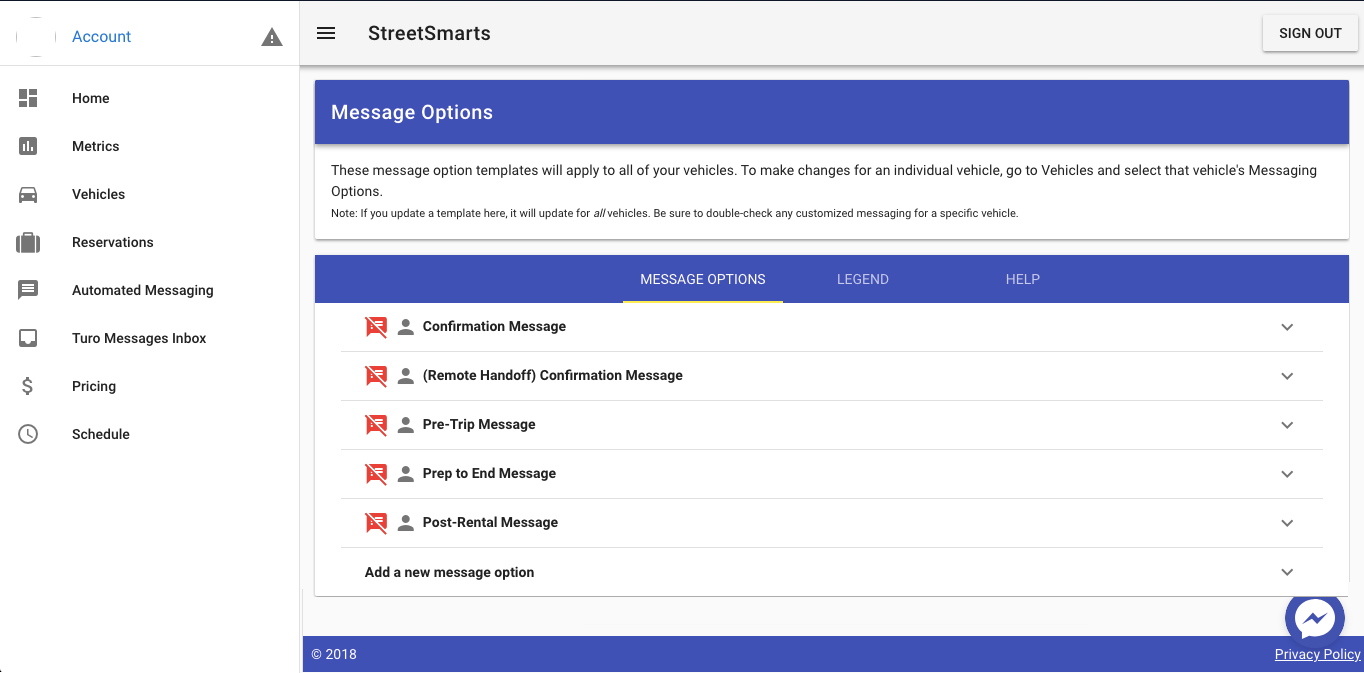 Account
StreetSmarts
SIGN OUT
Home
Metrics
Vehicles
Reservations
Automated Messaging
Turo Messages Inbox
Pricing
Schedule
Message Options
These message option templates will apply to all of your vehicles. To make changes for an individual vehicle, go to Vehicles and select that vehicle's Messaging
Options.
Note: If you update a template here, it will update for all vehicles. Be sure to double-check any customized messaging for a specific vehicle.
MESSAGE OPTIONS
LEGEND
HELP
Confirmation Message
(Remote Handoff) Confirmation Message
Pre-Trip Message
Prep to End Message
Post-Rental Message
Add a new message option
© 2018
Privacy Policy